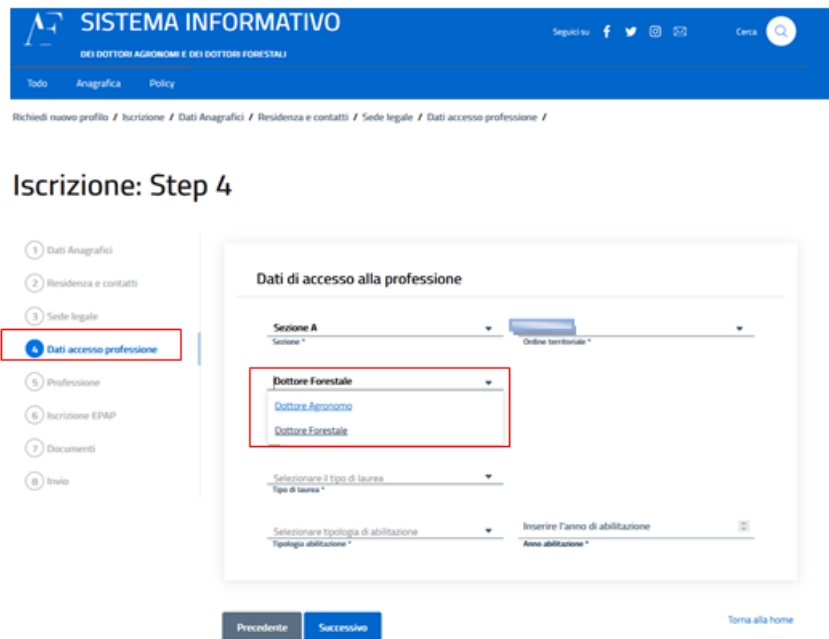 SISTEMA INFORMATIVO
DEI DOTTORI AGRONOMI E DEI DOTTORI FORESTALI
Seguici su
Cerca
Todo Anagrafica Policy
Richiedi nuovo profilo / Iscrizione / Dati Anagrafici / Residenza e contatti / Sede legale / Dati accesso professione /
Iscrizione: Step 4
1 Dati Anagrafici
2 Residenza e contatti
3 Sede legale
4 Dati accesso professione
5 Professione
6 Iscrizione EPAP
7 Documenti
8 Invio
Dati di accesso alla professione
Sezione A
Sezione *
Ordine territoriale *
Dottore Forestale
Dottore Agronomo
Dottore Forestale
Selezionare il tipo di laurea
Tipo di laurea *
Selezionare tipologia di abilitazione
Tipologia abilitazione *
Inserire l'anno di abilitazione
Anno abilitazione *
Precedente Successivo
Torna alla home